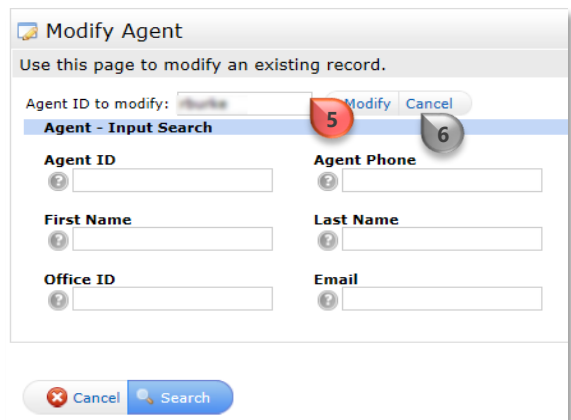 Modify Agent
Use this page to modify an existing record.
Agent ID to modify: 5 Modify Cancel
6
Agent - Input Search
Agent ID Agent Phone
? ?
First Name Last Name
? ?
Office ID Email
? ?
Cancel Search